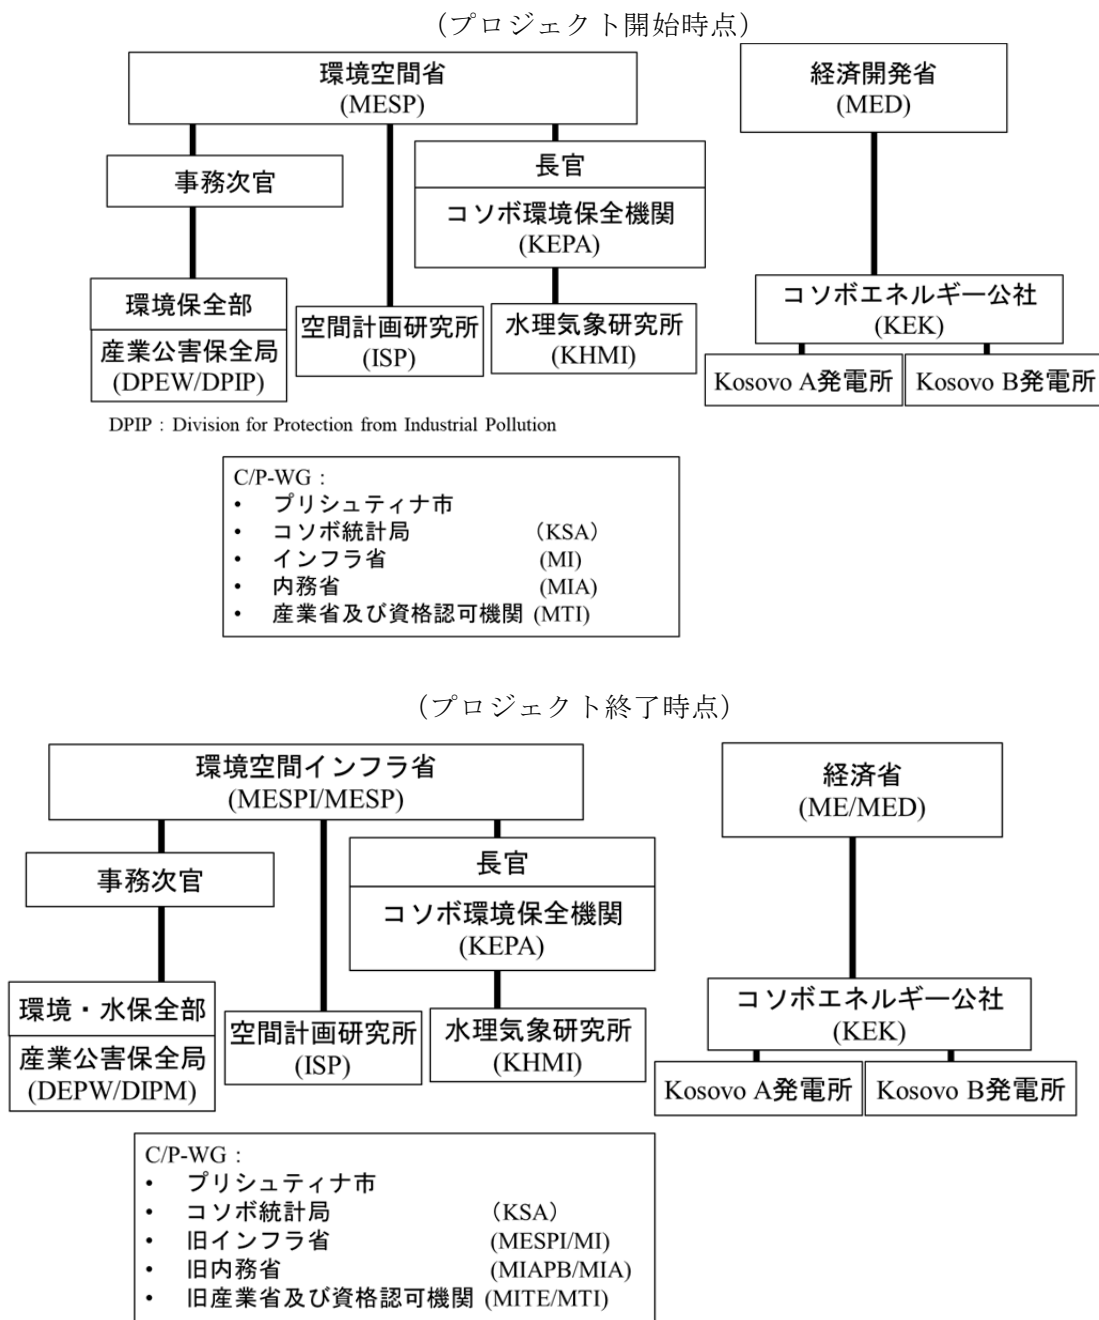 （プロジェクト開始時点）
環境空間省
(MESP)
経済開発省
(MED)
事務次官
長官
コソボ環境保全機関
(KEPA)
環境保全部
産業公害保全局
(DPEW/DPIP)
空間計画研究所
(ISP)
水理気象研究所
(KHMI)
コソボエネルギー公社
(KEK)
Kosovo A発電所
Kosovo B発電所
DPIP : Division for Protection from Industrial Pollution
C/P-WG :
• プリシュティナ市
• コソボ統計局 （KSA）
• インフラ省 (MI)
• 内務省 (MIA)
• 産業省及び資格認可機関 (MTI)
（プロジェクト終了時点）
環境空間インフラ省
(MESPI/MESP)
経済省
(ME/MED)
事務次官
長官
コソボ環境保全機関
(KEPA)
環境・水保全部
産業公害保全局
(DEPW/DIPM)
空間計画研究所
(ISP)
水理気象研究所
(KHMI)
コソボエネルギー公社
(KEK)
Kosovo A発電所
Kosovo B発電所
C/P-WG :
• プリシュティナ市
• コソボ統計局 （KSA）
• 旧インフラ省 (MESPI/MI)
• 旧内務省 (MIAPB/MIA)
• 旧産業省及び資格認可機関 (MITE/MTI)